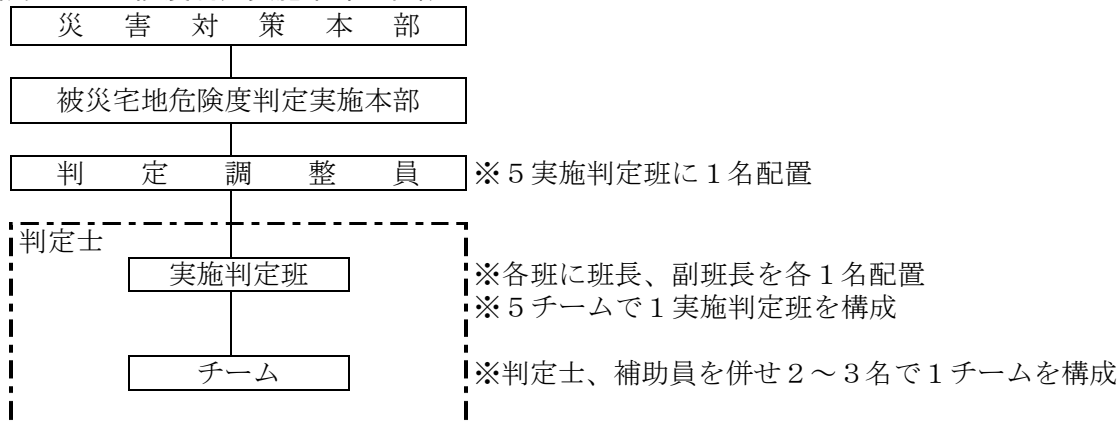 災害対策本部
被災宅地危険度判定実施本部
判定調整員 ※５実施判定班に１名配置
判定士
実施判定班 ※各班に班長、副班長を各１名配置
※５チームで１実施判定班を構成
チーム ※判定士、補助員を併せ２～３名で１チームを構成